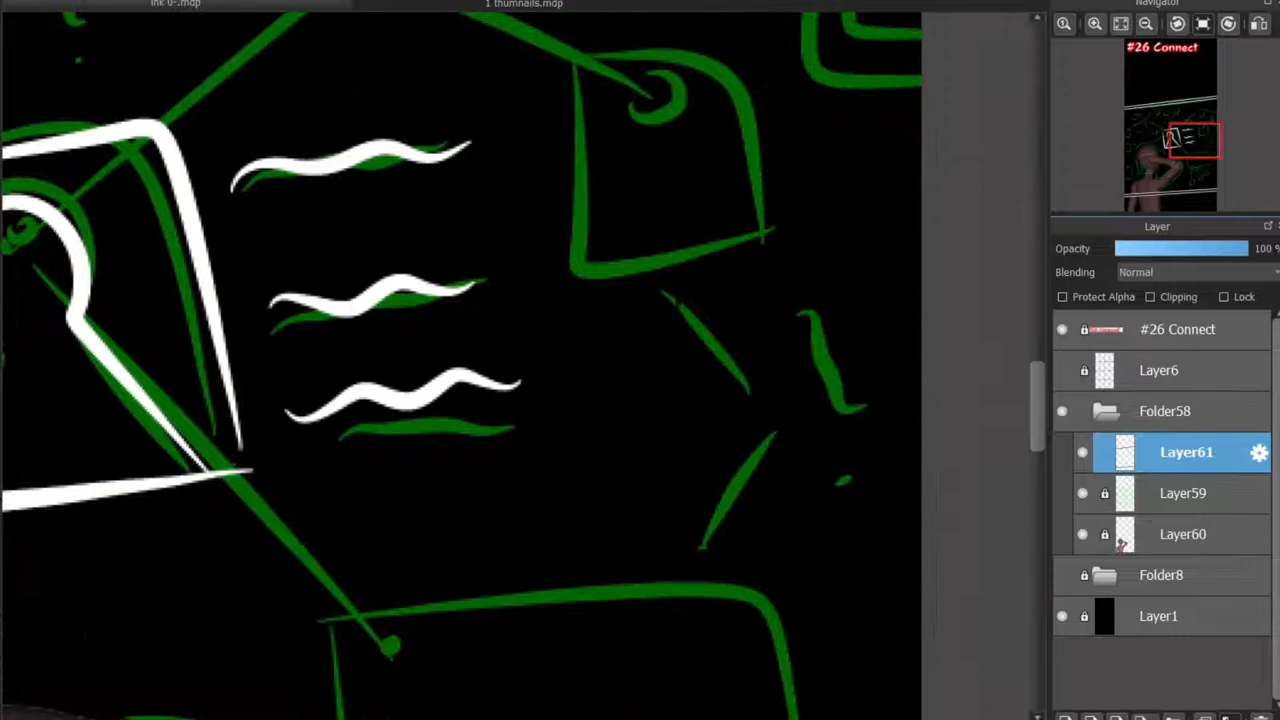 ink 0-.mdp
1 thumnails.mdp
Navigator
#26 Connect
Layer
Opacity 100 %
Blending Normal
Protect Alpha Clipping Lock
#26 Connect
Layer6
Folder58
Layer61
Layer59
Layer60
Folder8
Layer1